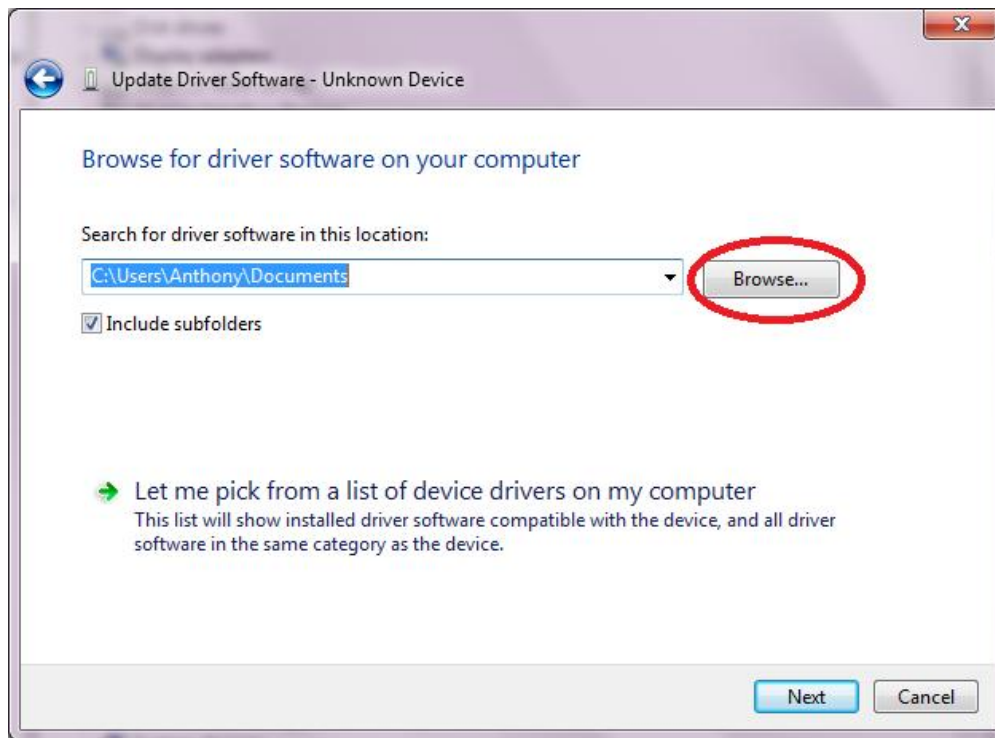 Update Driver Software - Unknown Device
Browse for driver software on your computer
Search for driver software in this location:
C:\Users\Anthony\Documents
Browse...
Include subfolders
Let me pick from a list of device drivers on my computer
This list will show installed driver software compatible with the device, and all driver
software in the same category as the device.
Next
Cancel